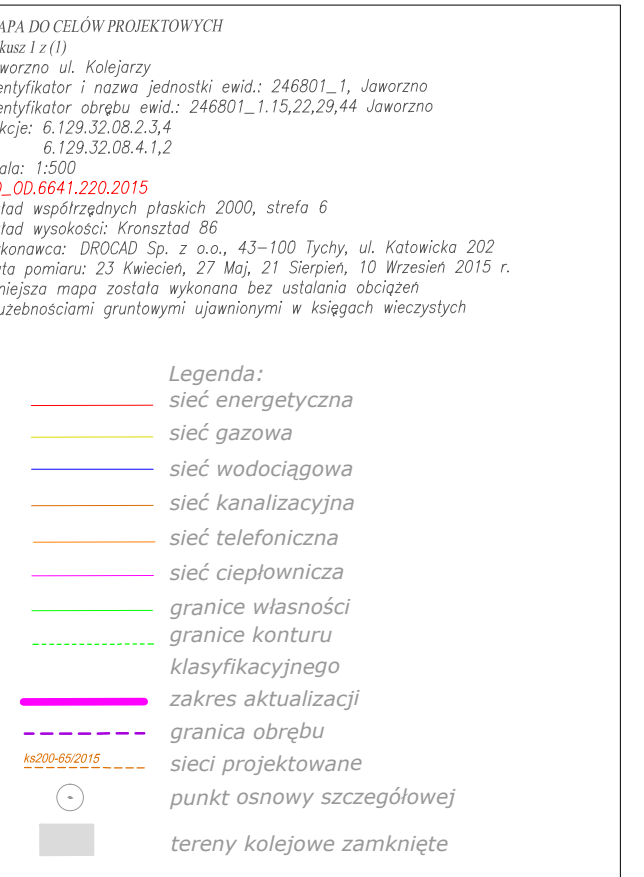 APA DO CELÓW PROJEKTOWYCH
kusz 1 z (1)
worzno ul. Kolejarzy
entyfikator i nazwa jednostki ewid.: 246801_1, Jaworzno
entyfikator obrębu ewid.: 246801_1.15,22,29,44 Jaworzno
kcje: 6.129.32.08.2.3,4
6.129.32.08.4.1,2
ala: 1:500
_OD.6641.220.2015
ład współrzędnych płaskich 2000, strefa 6
ład wysokości: Kronsztad 86
konawca: DROCAD Sp. z o.o., 43-100 Tychy, ul. Katowicka 202
ta pomiaru: 23 Kwiecień, 27 Maj, 21 Sierpień, 10 Wrzesień 2015 r.
niejsza mapa została wykonana bez ustalania obciążeń
użebnościami gruntowymi ujawnionymi w księgach wieczystych
Legenda:
sieć energetyczna
sieć gazowa
sieć wodociągowa
sieć kanalizacyjna
sieć telefoniczna
sieć ciepłownicza
granice własności
granice konturu
klasyfikacyjnego
zakres aktualizacji
granica obrębu
ks200-65/2015 sieci projektowane
punkt osnowy szczegółowej
tereny kolejowe zamknięte